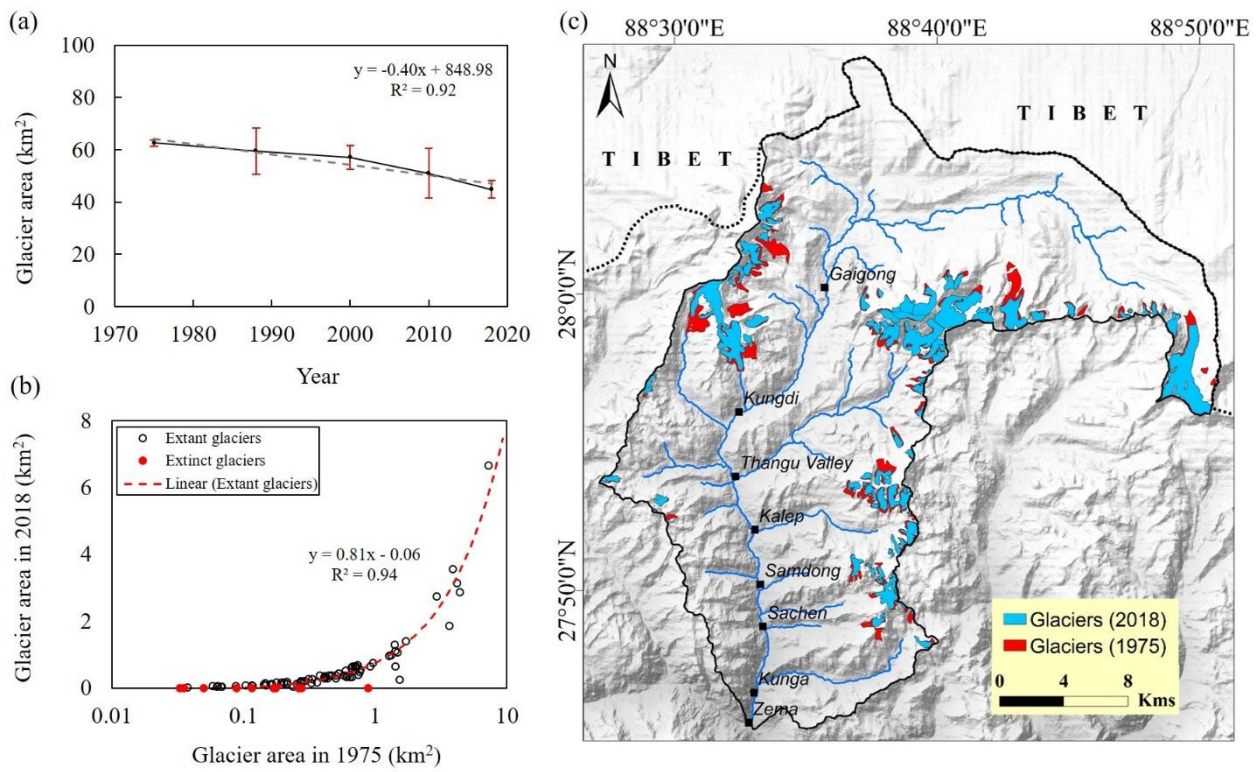 (a)
100
80
60
40
20
0
Glacier area (km²)
y = -0.40x + 848.98
R² = 0.92
1970
1980
1990
2000
2010
2020
Year
(b)
8
6
4
2
0
Glacier area in 2018 (km²)
Extant glaciers
Extinct glaciers
Linear (Extant glaciers)
y = 0.81x - 0.06
R² = 0.94
0.01
0.1
1
10
Glacier area in 1975 (km²)
(c)
88°30'0"E
88°40'0"E
88°50'0"E
N
TIBET
TIBET
28°0'0"N
27°50'0"N
Gaigong
Kungdi
Thangu Valley
Kalep
Samdong
Sachen
Kunga
Zema
Glaciers (2018)
Glaciers (1975)
0 4 8
Kms